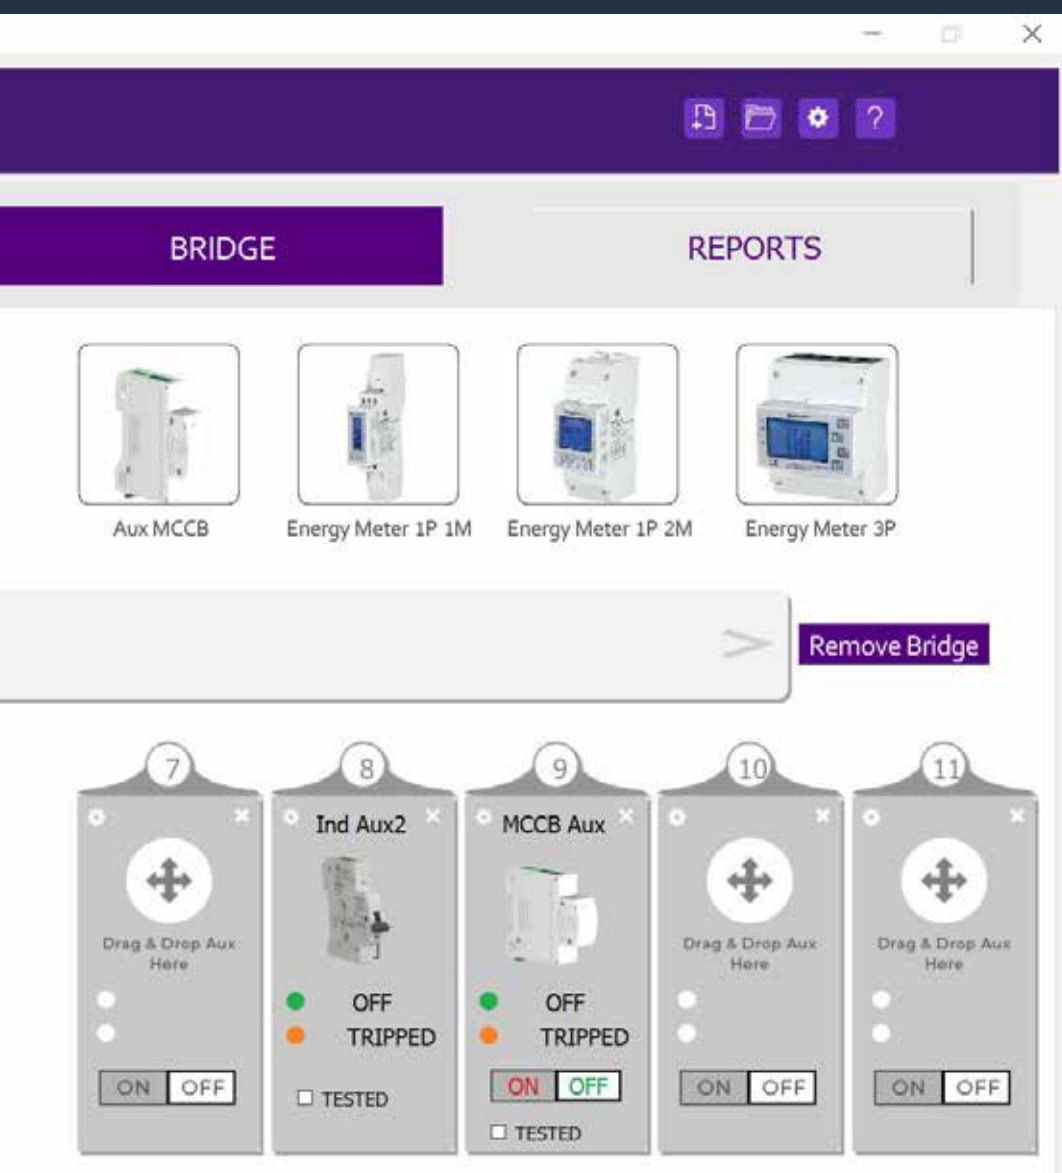 ?
BRIDGE
REPORTS
Aux MCCB
Energy Meter 1P 1M
Energy Meter 1P 2M
Energy Meter 3P
>
Remove Bridge
7
8
9
10
11
Drag & Drop Aux
Here
ON OFF
Ind Aux2
OFF
TRIPPED
TESTED
MCCB Aux
OFF
TRIPPED
ON OFF
TESTED
Drag & Drop Aux
Here
ON OFF
Drag & Drop Aux
Here
ON OFF